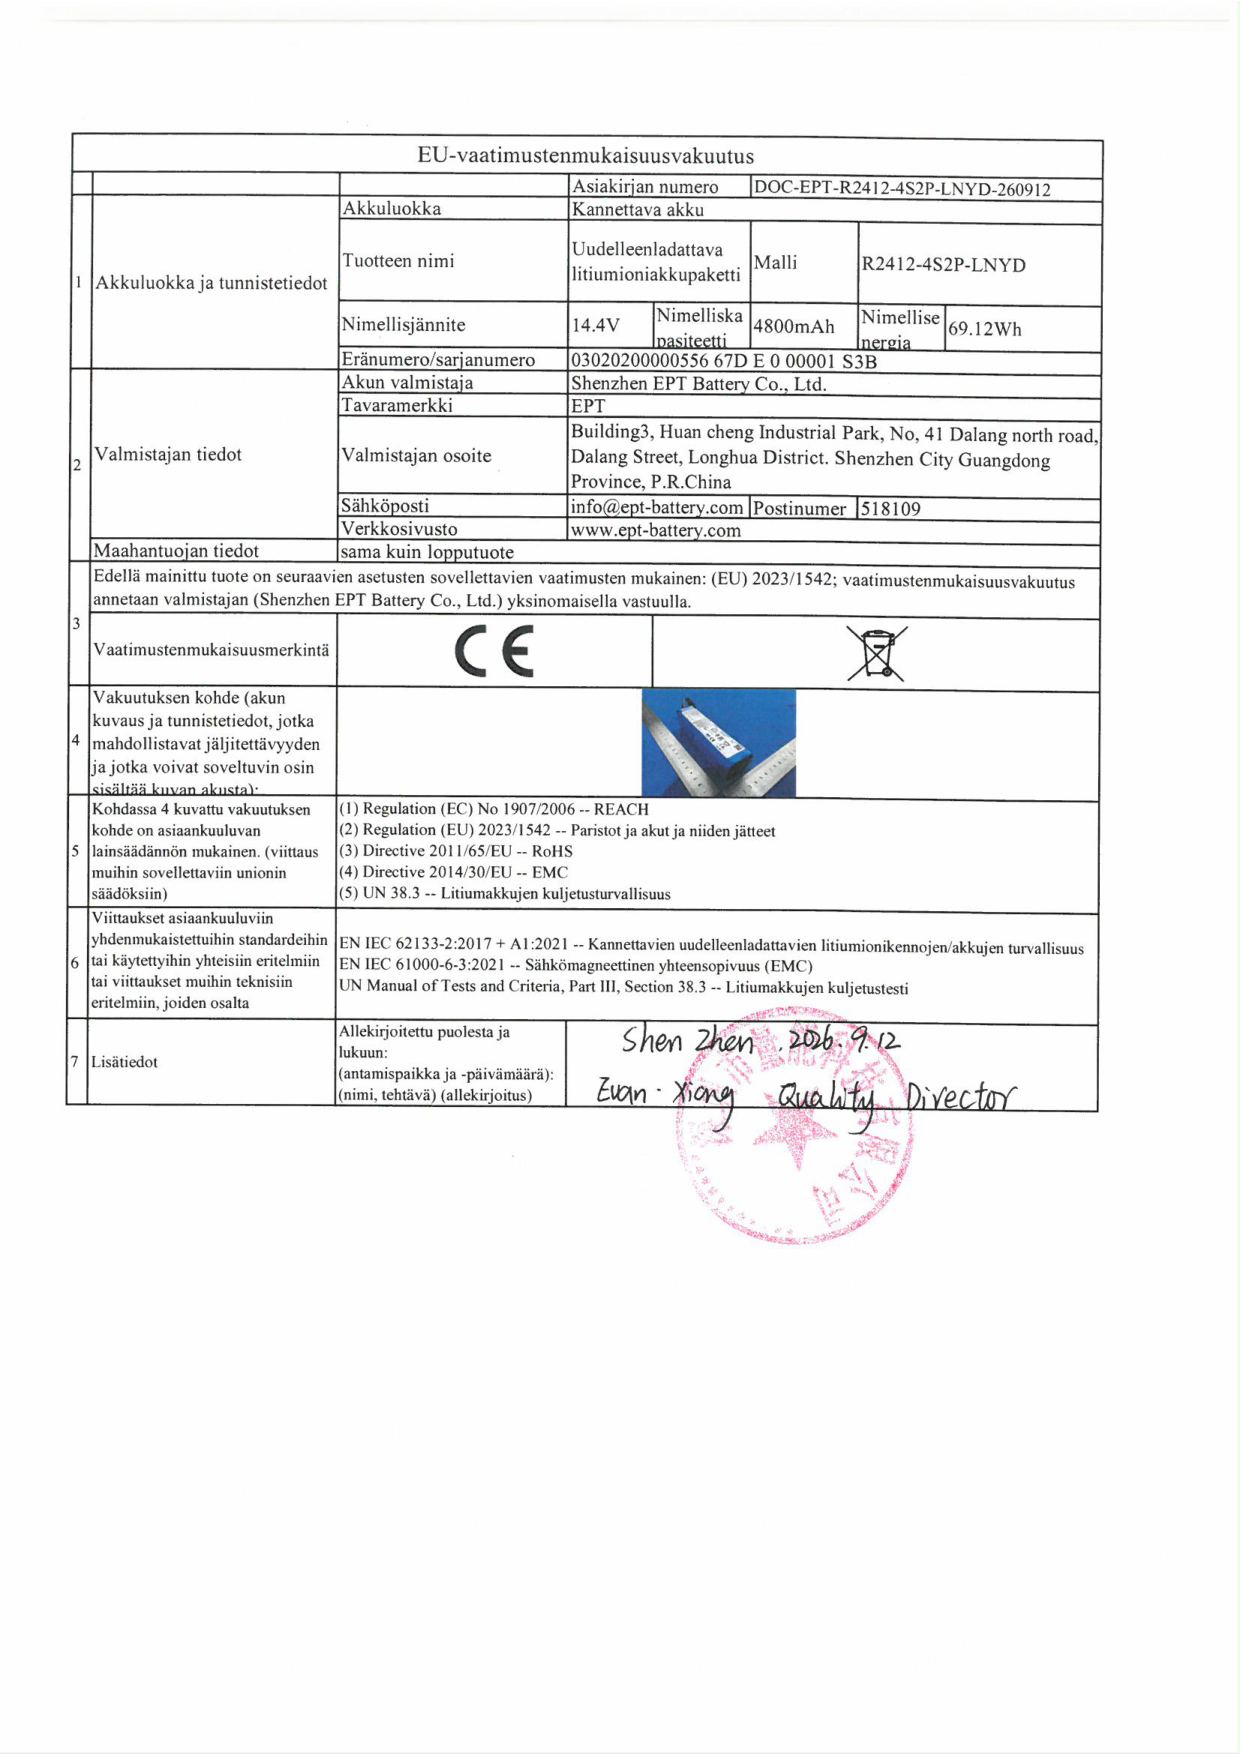 EU-vaatimustenmukaisuusvakuutus
Asiakirjan numero DOC-EPT-R2412-4S2P-LNYD-260912
1 Akkuluokka ja tunnistetiedot
Akkuluokka Kannettava akku
Tuotteen nimi
Uudelleenladattava
litiumioniakkupaketti
Malli R2412-4S2P-LNYD
Nimellisjännite 14.4V
Nimelliska
pasiteetti
4800mAh
Nimellise
nergia
69.12Wh
Eränumero/sarjanumero 03020200000556 67D E 0 00001 S3B
2 Valmistajan tiedot
Akun valmistaja Shenzhen EPT Battery Co., Ltd.
Tavaramerkki EPT
Valmistajan osoite
Building3, Huan cheng Industrial Park, No, 41 Dalang north road,
Dalang Street, Longhua District. Shenzhen City Guangdong
Province, P.R.China
Sähköposti info@ept-battery.com Postinumer 518109
Verkkosivusto www.ept-battery.com
Maahantuojan tiedot sama kuin lopputuote
3
Edellä mainittu tuote on seuraavien asetusten sovellettavien vaatimusten mukainen: (EU) 2023/1542; vaatimustenmukaisuusvakuutus
annetaan valmistajan (Shenzhen EPT Battery Co., Ltd.) yksinomaisella vastuulla.
Vaatimustenmukaisuusmerkintä CE
4
Vakuutuksen kohde (akun
kuvaus ja tunnistetiedot, jotka
mahdollistavat jäljitettävyyden
ja jotka voivat soveltuvin osin
sisältää kuvan akusta):
5
Kohdassa 4 kuvattu vakuutuksen
kohde on asiaankuuluvan
lainsäädännön mukainen. (viittaus
muihin sovellettaviin unionin
säädöksiin)
(1) Regulation (EC) No 1907/2006 -- REACH
(2) Regulation (EU) 2023/1542 -- Paristot ja akut ja niiden jätteet
(3) Directive 2011/65/EU -- RoHS
(4) Directive 2014/30/EU -- EMC
(5) UN 38.3 -- Litiumakkujen kuljetusturvallisuus
6
Viittaukset asiaankuuluviin
yhdenmukaistettuihin standardeihin
tai käytettyihin yhteisiin eritelmiin
tai viittaukset muihin teknisiin
eritelmiin, joiden osalta
EN IEC 62133-2:2017 + A1:2021 -- Kannettavien uudelleenladattavien litiumionikennojen/akkujen turvallisuus
EN IEC 61000-6-3:2021 -- Sähkömagneettinen yhteensopivuus (EMC)
UN Manual of Tests and Criteria, Part III, Section 38.3 -- Litiumakkujen kuljetustesti
7 Lisätiedot
Allekirjoitettu puolesta ja
lukuun:
(antamispaikka ja -päivämäärä):
(nimi, tehtävä) (allekirjoitus)
Shen Zhen .2026.9.12
Evan · Xiong Quality Director